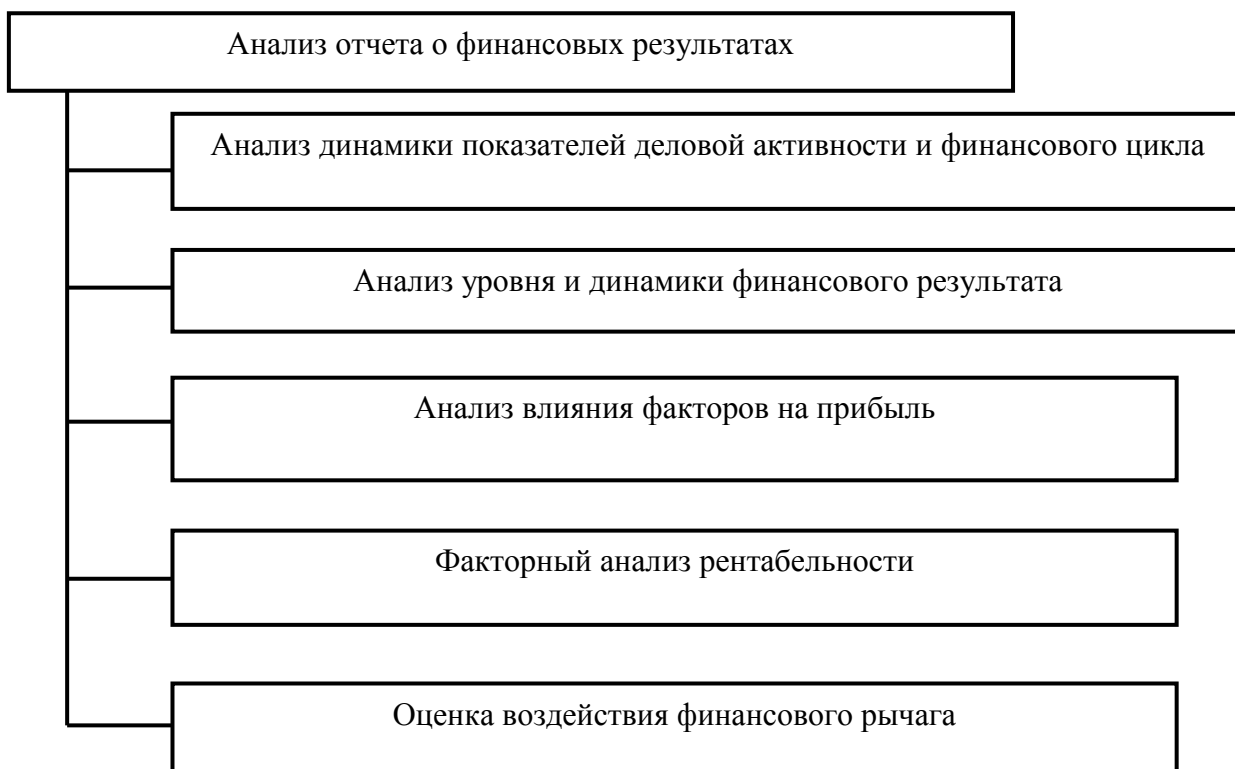 Анализ отчета о финансовых результатах
Анализ динамики показателей деловой активности и финансового цикла
Анализ уровня и динамики финансового результата
Анализ влияния факторов на прибыль
Факторный анализ рентабельности
Оценка воздействия финансового рычага